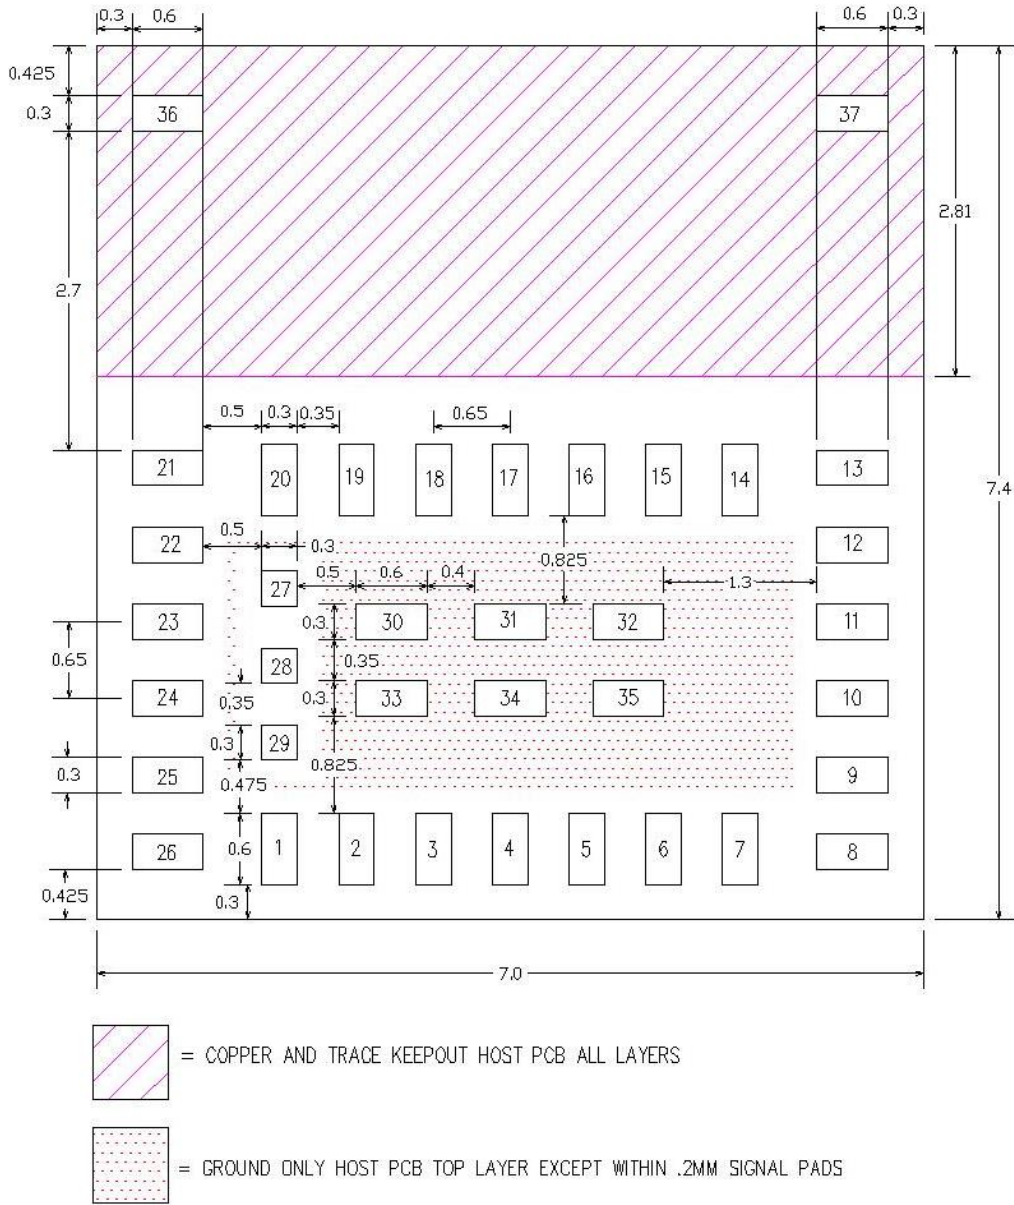 0.3 0.6 0.6 0.3
0.425
0.3 36 37
2.81
2.7
0.5 0.3 0.35 0.65
21 20 19 18 17 16 15 14 13
7.4
22 0.5 0.3 0.825 12
27 0.5 0.6 0.4 1.3
23 0.3 30 31 32 11
0.65 28 0.35
24 0.35 0.3 33 34 35 10
0.3 29
0.3 25 0.475 0.825 9
26 0.6 1 2 3 4 5 6 7 8
0.425 0.3
7.0
= COPPER AND TRACE KEEPOUT HOST PCB ALL LAYERS
= GROUND ONLY HOST PCB TOP LAYER EXCEPT WITHIN .2MM SIGNAL PADS